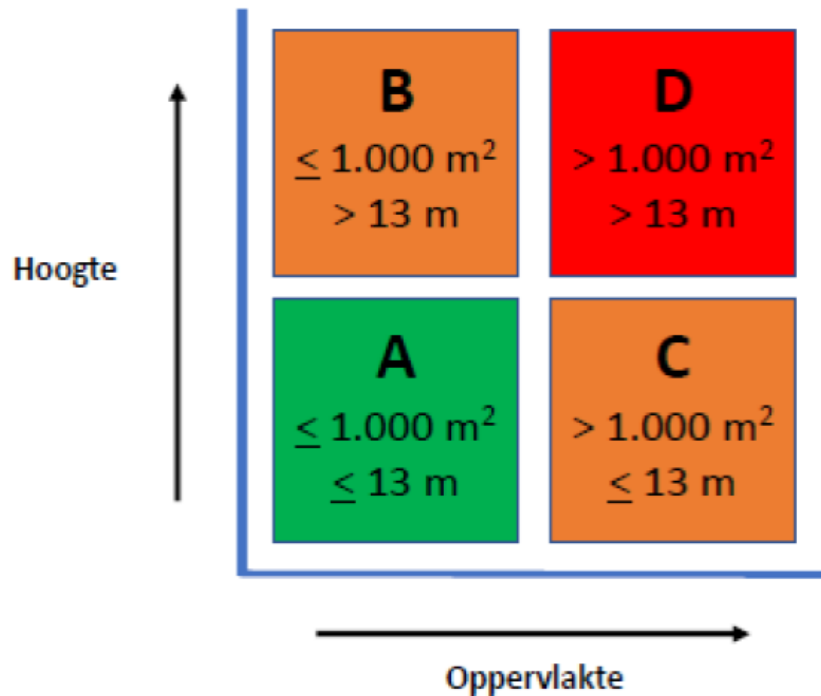 B
≤ 1.000 m²
> 13 m
D
> 1.000 m²
> 13 m
Hoogte
A
≤ 1.000 m²
≤ 13 m
C
> 1.000 m²
≤ 13 m
Oppervlakte